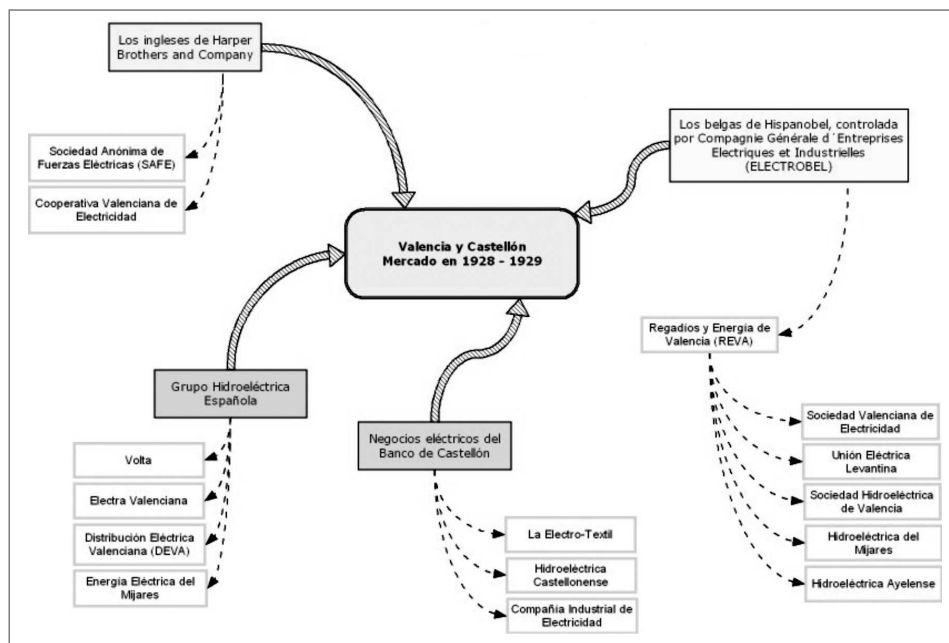 Los ingleses de Harper
Brothers and Company
Sociedad Anónima de
Fuerzas Eléctricas (SAFE)
Cooperativa Valenciana
de Electricidad
Los belgas de Hispanobel, controlada
por Compagnie Générale d´Entreprises
Electriques et Industrielles
(ELECTROBEL)
Valencia y Castellón
Mercado en 1928 - 1929
Regadíos y Energía de
Valencia (REVA)
Grupo Hidroeléctrica
Española
Negocios eléctricos del
Banco de Castellón
Volta
Electra Valenciana
Distribución Eléctrica
Valenciana (DEVA)
Energía Eléctrica del
Mijares
La Electro-Textil
Hidroeléctrica
Castellonense
Compañía Industrial de
Electricidad
Sociedad Valenciana de
Electricidad
Unión Eléctrica
Levantina
Sociedad Hidroeléctrica
de Valencia
Hidroeléctrica del
Mijares
Hidroeléctrica Ayelense